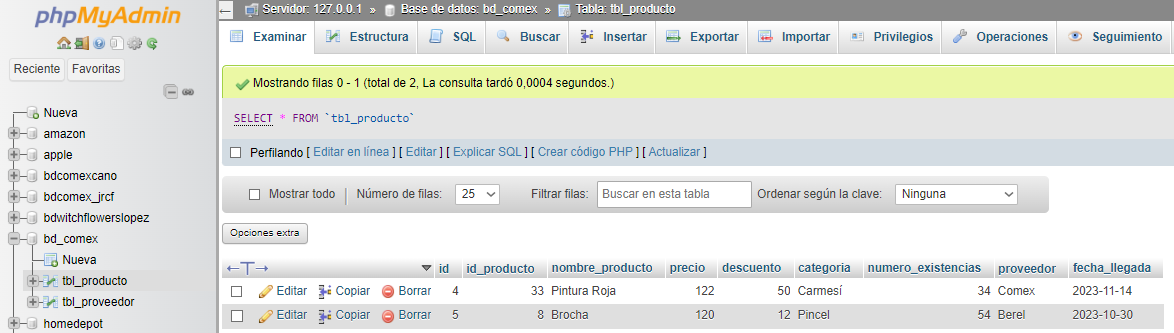 phpMyAdmin
Reciente Favoritas
Nueva
amazon
apple
bdcomexcano
bdcomex_jrcf
bdwitchflowerslopez
bd_comex
Nueva
tbl_producto
tbl_proveedor
homedepot
Servidor: 127.0.0.1 » Base de datos: bd_comex » Tabla: tbl_producto
Examinar Estructura SQL Buscar Insertar Exportar Importar Privilegios Operaciones Seguimiento
Mostrando filas 0 - 1 (total de 2, La consulta tardó 0,0004 segundos.)
SELECT * FROM `tbl_producto`
Perfilando [ Editar en línea ] [ Editar ] [ Explicar SQL ] [ Crear código PHP ] [ Actualizar ]
Mostrar todo Número de filas: 25 Filtrar filas: Buscar en esta tabla Ordenar según la clave: Ninguna
Opciones extra
←T→ id id_producto nombre_producto precio descuento categoria numero_existencias proveedor fecha_llegada
Editar Copiar Borrar 4 33 Pintura Roja 122 50 Carmesí 34 Comex 2023-11-14
Editar Copiar Borrar 5 8 Brocha 120 12 Pincel 54 Berel 2023-10-30